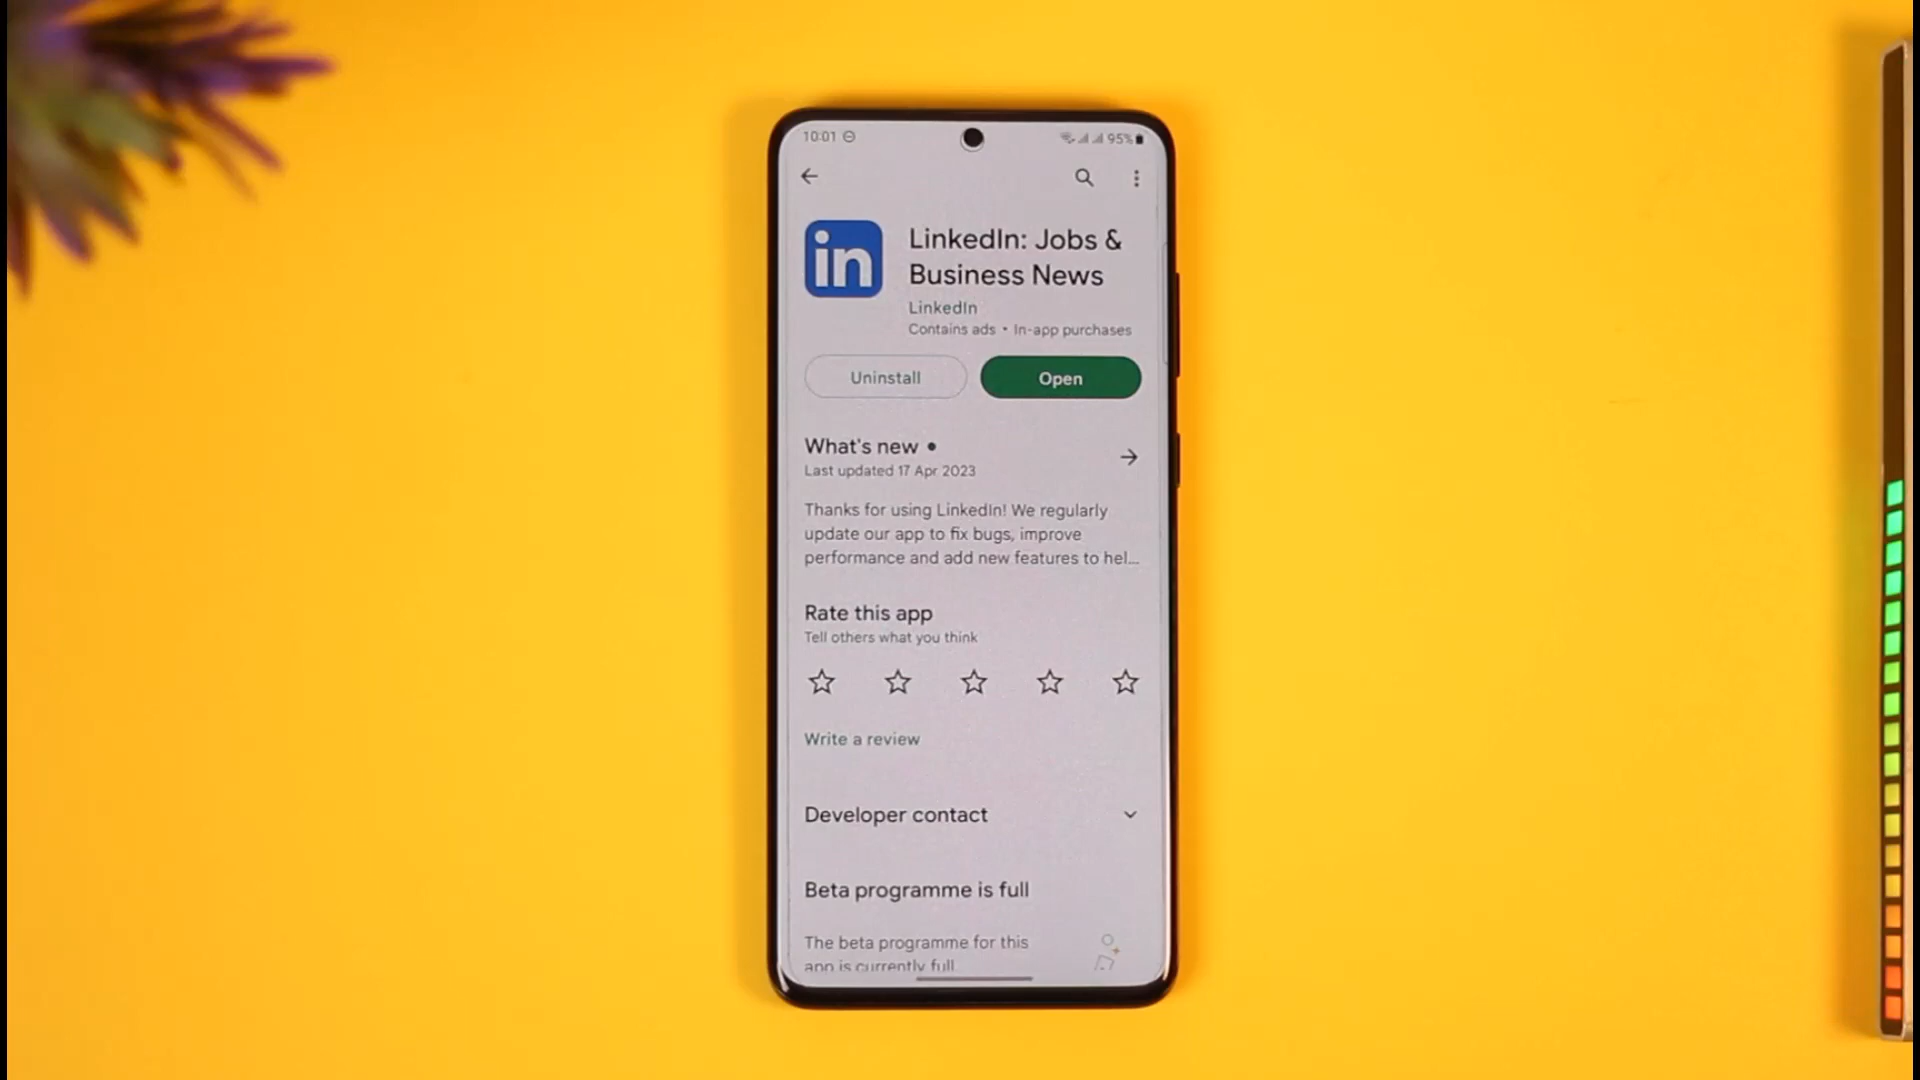 10:01
95%
in
LinkedIn: Jobs &
Business News
LinkedIn
Contains ads • In-app purchases
Uninstall
Open
What's new •
Last updated 17 Apr 2023
Thanks for using LinkedIn! We regularly
update our app to fix bugs, improve
performance and add new features to hel...
Rate this app
Tell others what you think
Write a review
Developer contact
Beta programme is full
The beta programme for this
app is currently full